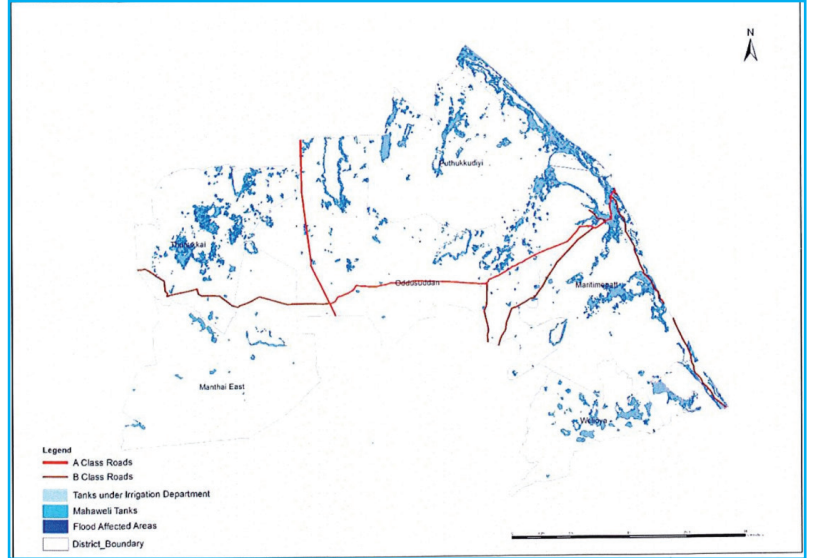 N
Puthukkudiyi
Thunukkai
Oddusuddan
Maritimepattu
Manthai East
Welioya
Legend
A Class Roads
B Class Roads
Tanks under Irrigation Department
Mahaweli Tanks
Flood Affected Areas
District_Boundary